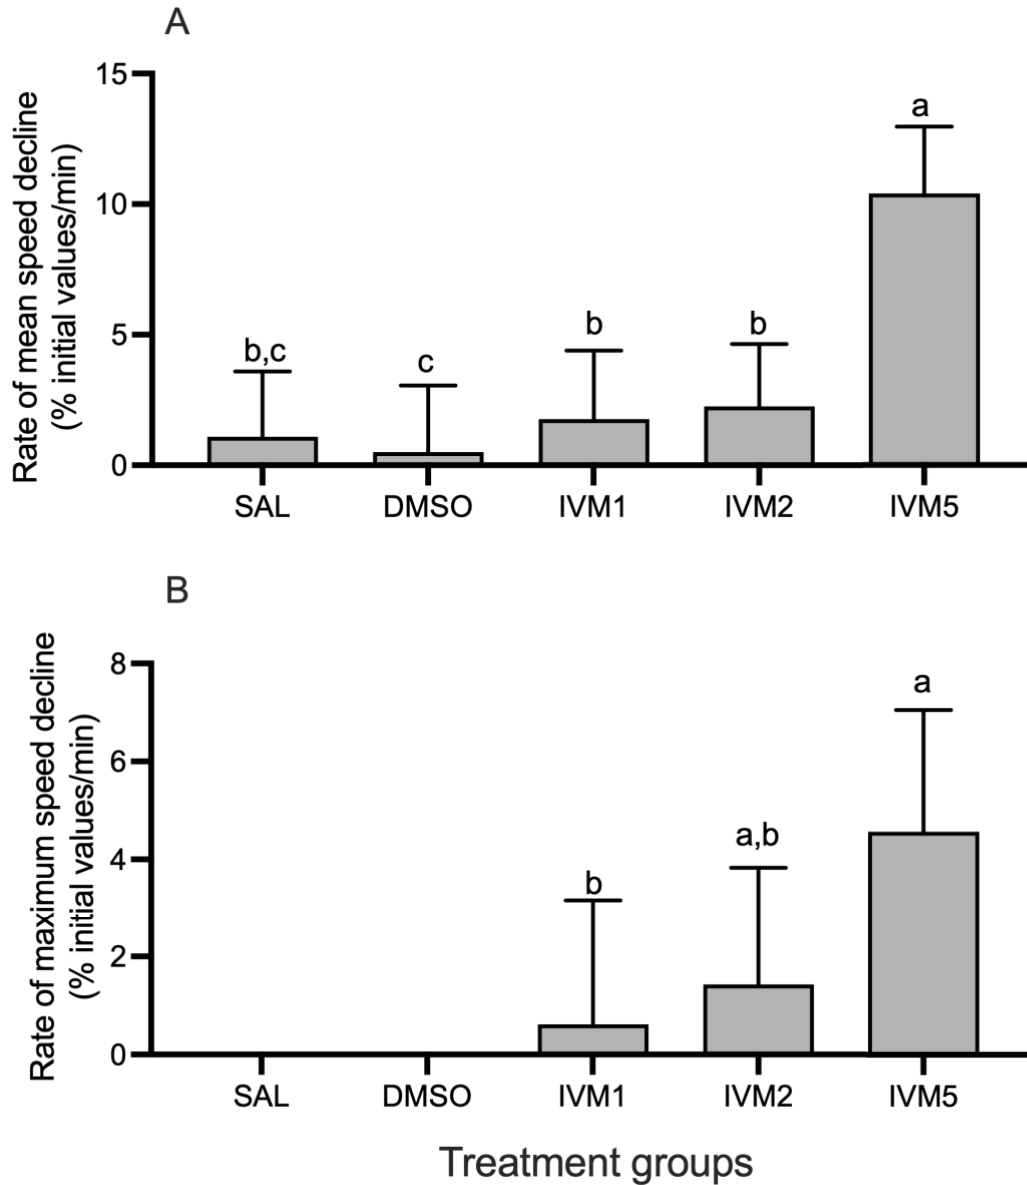 A
Rate of mean speed decline
(% initial values/min)
15
10
5
0
b,c
c
b
b
a
SAL DMSO IVM1 IVM2 IVM5
B
Rate of maximum speed decline
(% initial values/min)
8
6
4
2
0
b
a,b
a
SAL DMSO IVM1 IVM2 IVM5
Treatment groups